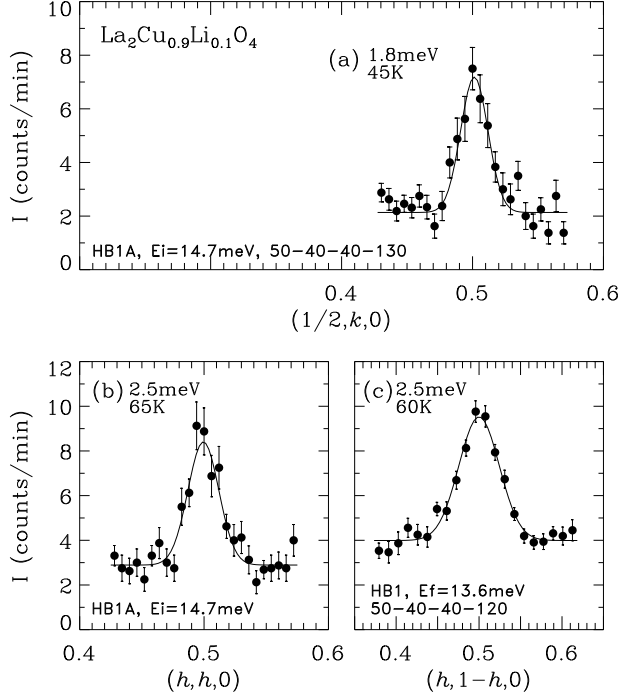 10
La₂Cu₀.₉Li₀.₁O₄
(a) 1.8meV
45K
8
6
4
2
0
I (counts/min)
HB1A, Ei=14.7meV, 50−40−40−130
0.4 0.5 0.6
(1/2,k,0)
12
10
8
6
4
2
0
I (counts/min)
(b) 2.5meV
65K
HB1A, Ei=14.7meV
0.4 0.5 0.6
(h,h,0)
(c) 2.5meV
60K
HB1, Ef=13.6meV
50−40−40−120
0.4 0.5 0.6
(h,1−h,0)